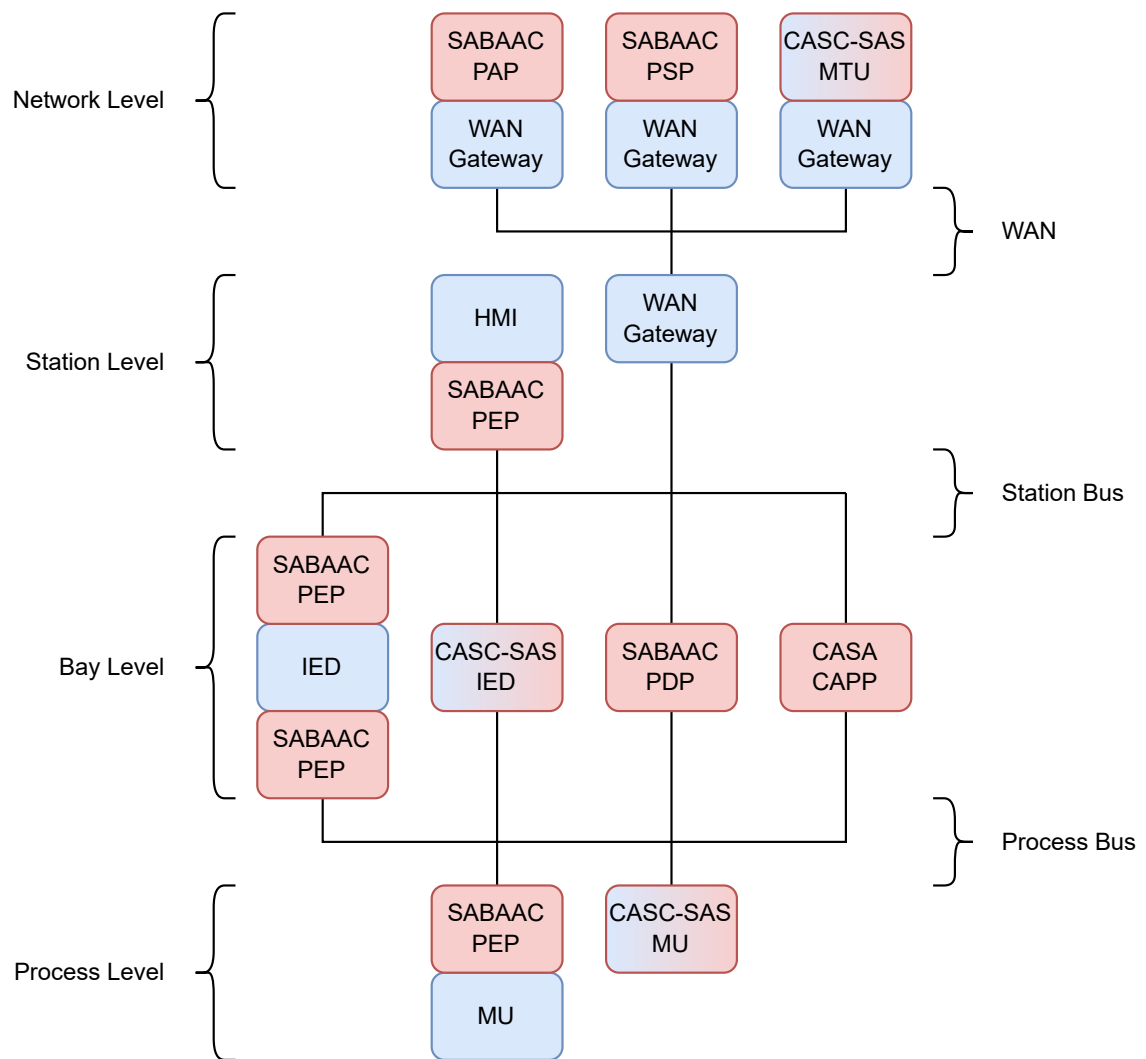 SABAAC
PAP
SABAAC
PSP
CASC-SAS
MTU
Network Level
WAN
Gateway
WAN
Gateway
WAN
Gateway
WAN
HMI
WAN
Gateway
Station Level
SABAAC
PEP
Station Bus
SABAAC
PEP
Bay Level
IED
CASC-SAS
IED
SABAAC
PDP
CASA
CAPP
SABAAC
PEP
Process Bus
SABAAC
PEP
CASC-SAS
MU
Process Level
MU